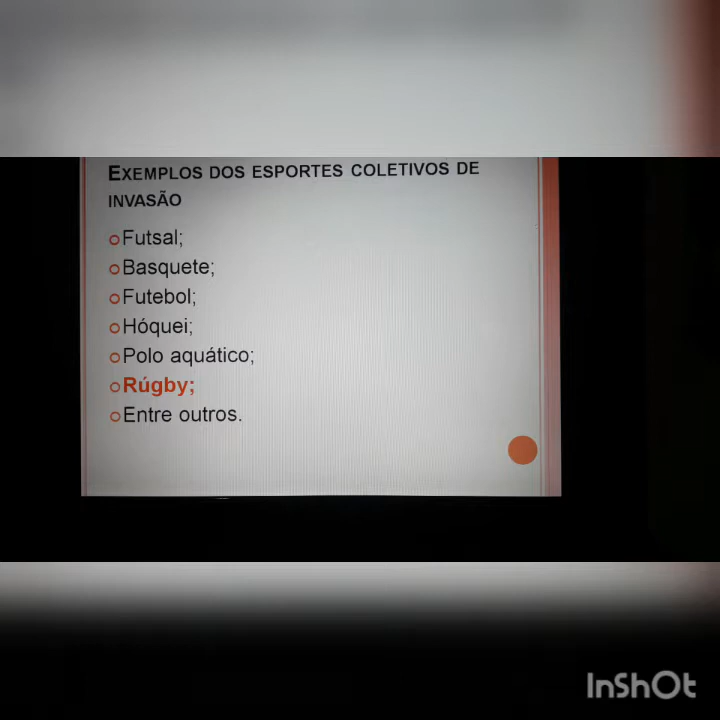 EXEMPLOS DOS ESPORTES COLETIVOS DE
INVASÃO
Futsal;
Basquete;
Futebol;
Hóquei;
Polo aquático;
Rúgby;
Entre outros.
InShOt